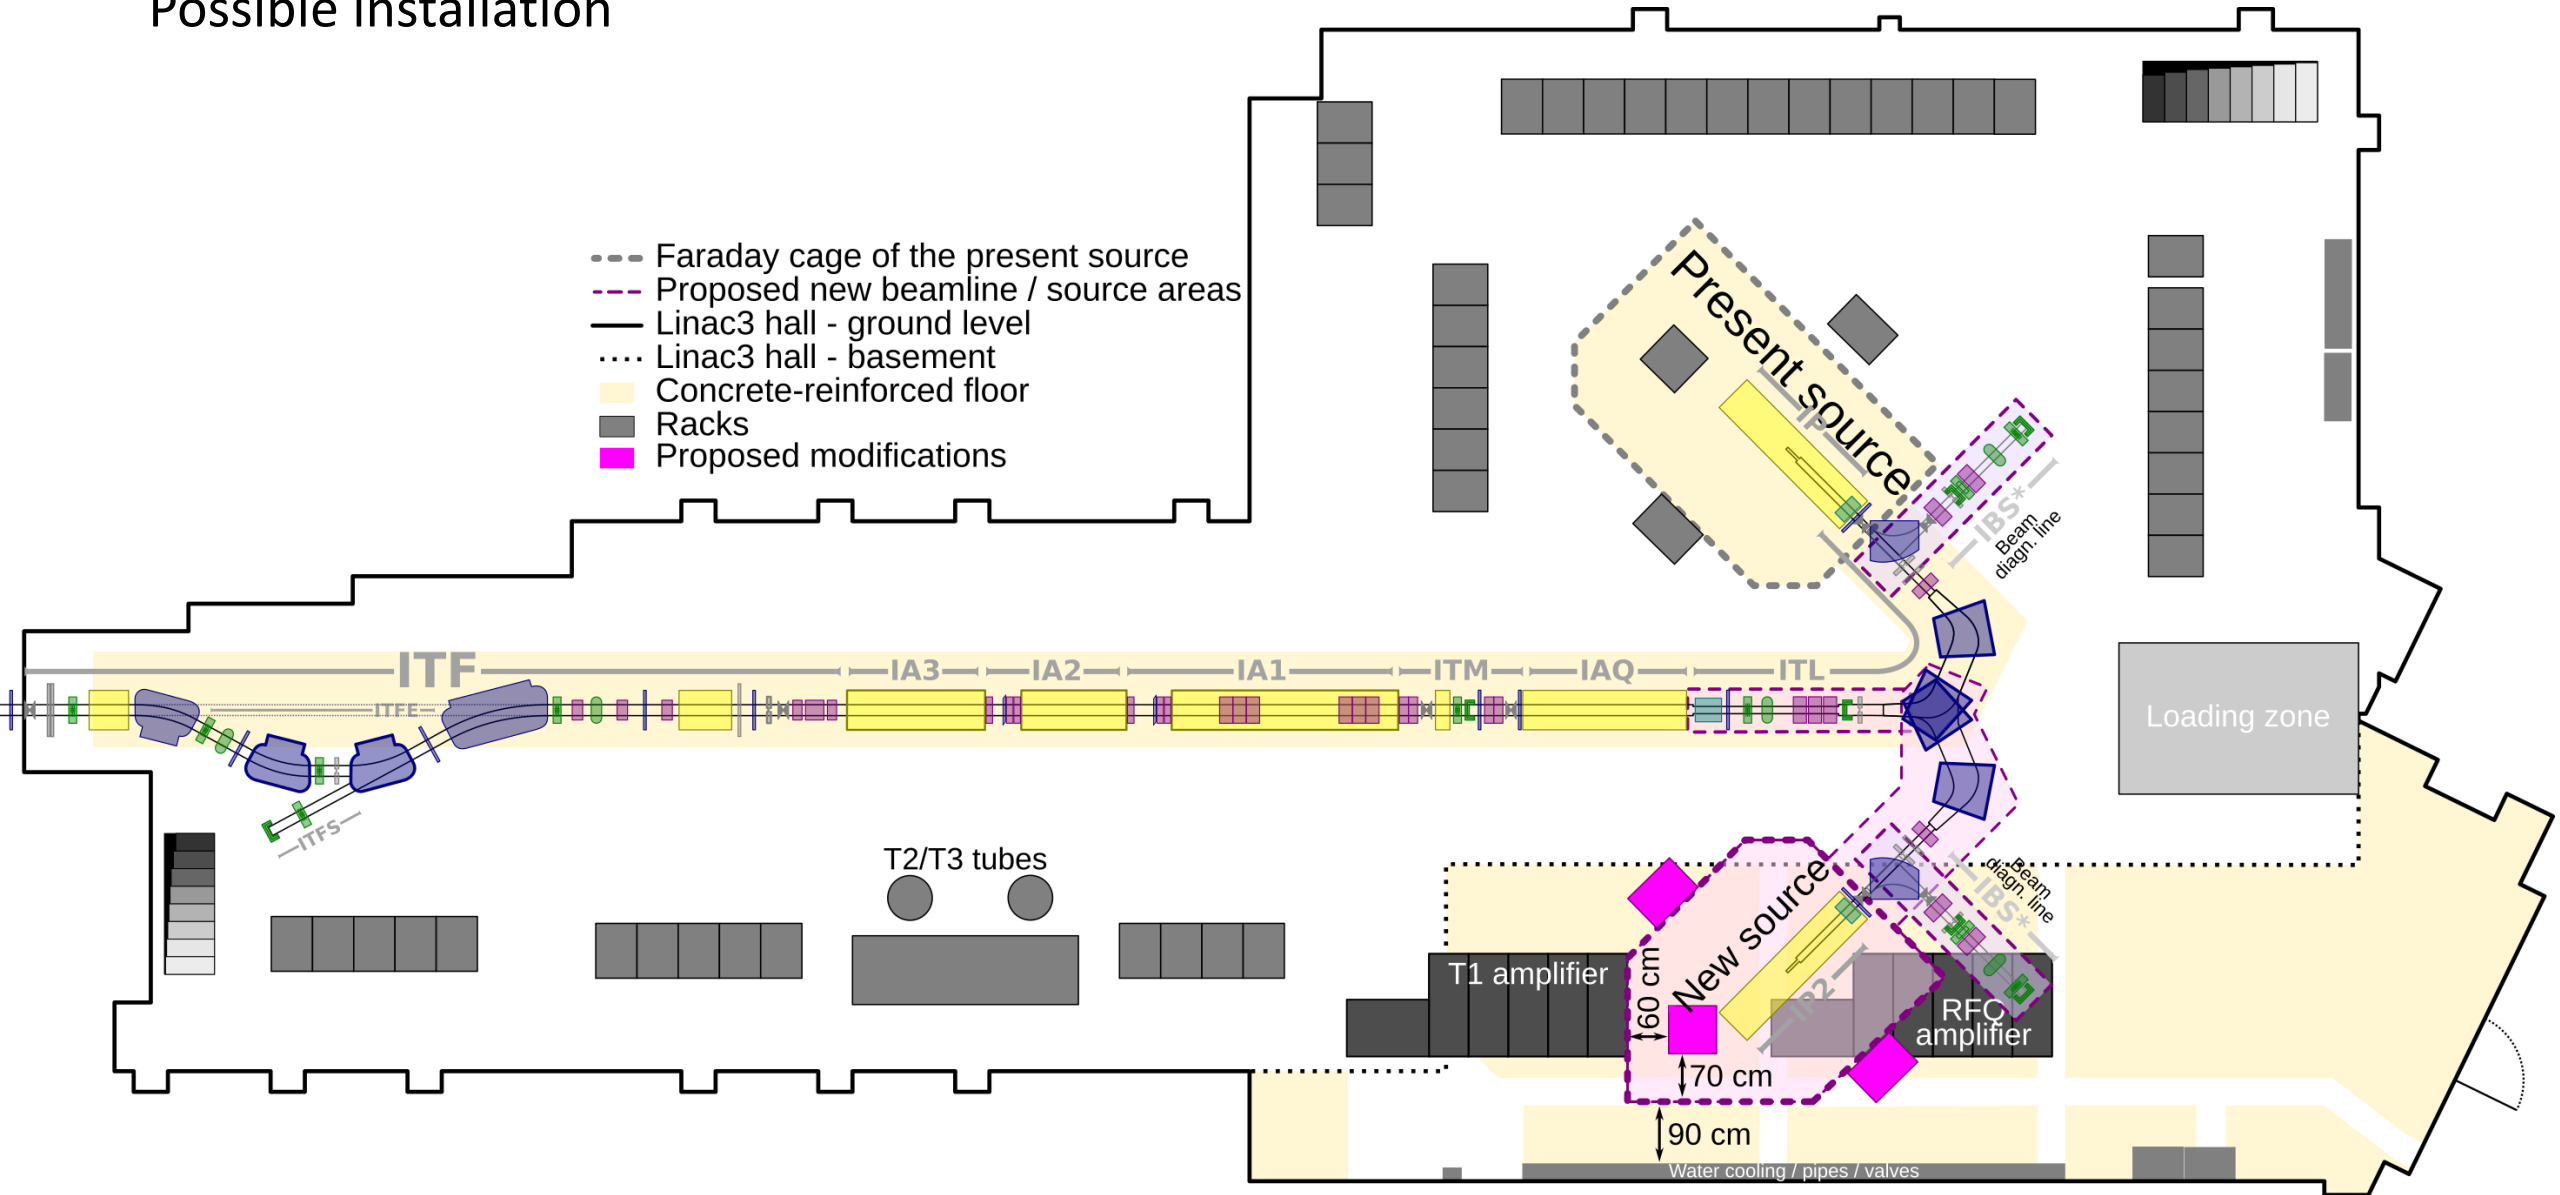 Possible installation
Faraday cage of the present source
Proposed new beamline / source areas
Linac3 hall - ground level
Linac3 hall - basement
Concrete-reinforced floor
Racks
Proposed modifications
Present source
IP
IBS*
Beam
diagn. line
ITF
IA3
IA2
IA1
ITM
IAQ
ITL
ITFE
ITFS
Loading zone
T2/T3 tubes
Beam
diagn. line
IBS*
New source
IP2
T1 amplifier
60 cm
RFQ
amplifier
70 cm
90 cm
Water cooling / pipes / valves